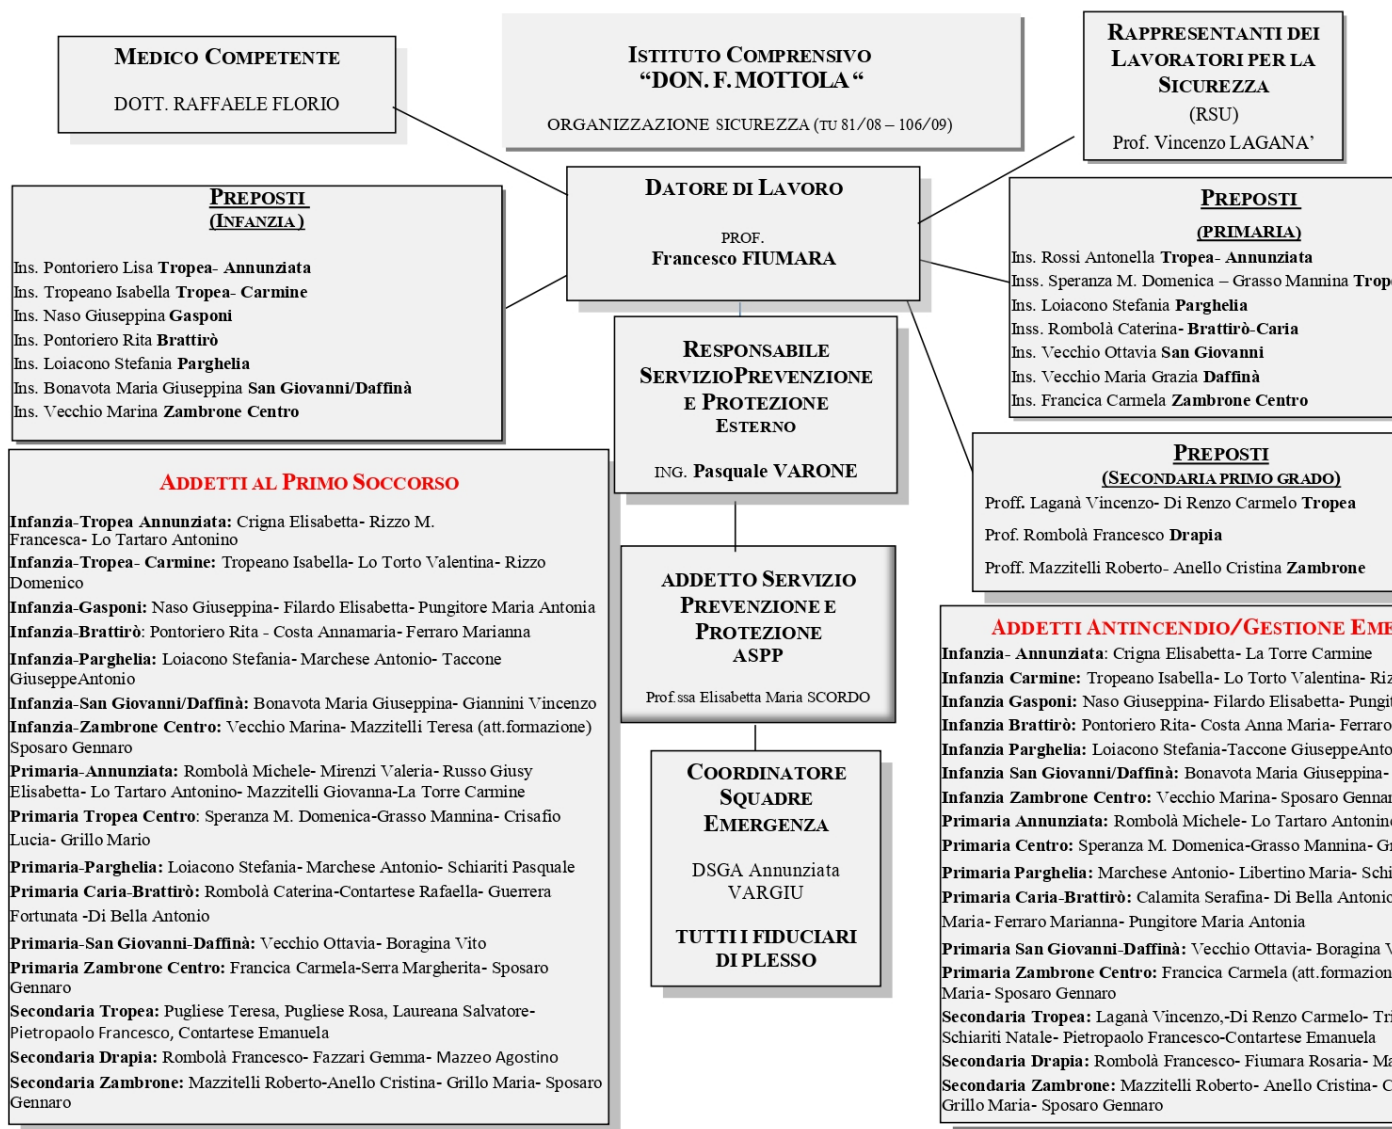 MEDICO COMPETENTE
DOTT. RAFFAELE FLORIO
ISTITUTO COMPRENSIVO
“DON. F. MOTTOLA “
ORGANIZZAZIONE SICUREZZA (TU 81/08 – 106/09)
RAPPRESENTANTI DEI
LAVORATORI PER LA
SICUREZZA
(RSU)
Prof. Vincenzo LAGANA’
DATORE DI LAVORO
PROF.
Francesco FIUMARA
PREPOSTI
(INFANZIA)
Ins. Pontoriero Lisa Tropea- Annunziata
Ins. Tropeano Isabella Tropea- Carmine
Ins. Naso Giuseppina Gasponi
Ins. Pontoriero Rita Brattirò
Ins. Loiacono Stefania Parghelia
Ins. Bonavota Maria Giuseppina San Giovanni/Daffinà
Ins. Vecchio Marina Zambrone Centro
PREPOSTI
(PRIMARIA)
Ins. Rossi Antonella Tropea- Annunziata
Inss. Speranza M. Domenica – Grasso Mannina
Ins. Loiacono Stefania Parghelia
Inss. Rombolà Caterina- Brattirò-Caria
Ins. Vecchio Ottavia San Giovanni
Ins. Vecchio Maria Grazia Daffinà
Ins. Francica Carmela Zambrone Centro
RESPONSABILE
SERVIZIOPREVENZIONE
E PROTEZIONE
ESTERNO
ING. Pasquale VARONE
PREPOSTI
(SECONDARIA PRIMO GRADO)
Proff. Laganà Vincenzo- Di Renzo Carmelo Tropea
Prof. Rombolà Francesco Drapia
Proff. Mazzitelli Roberto- Anello Cristina Zambrone
ADDETTI AL PRIMO SOCCORSO
Infanzia-Tropea Annunziata: Crigna Elisabetta- Rizzo M.
Francesca- Lo Tartaro Antonino
Infanzia-Tropea- Carmine: Tropeano Isabella- Lo Torto Valentina- Rizzo
Domenico
Infanzia-Gasponi: Naso Giuseppina- Filardo Elisabetta- Pungitore Maria Antonia
Infanzia-Brattirò: Pontoriero Rita - Costa Annamaria- Ferraro Marianna
Infanzia-Parghelia: Loiacono Stefania- Marchese Antonio- Taccone
GiuseppeAntonio
Infanzia-San Giovanni/Daffinà: Bonavota Maria Giuseppina- Giannini Vincenzo
Infanzia-Zambrone Centro: Vecchio Marina- Mazzitelli Teresa (att.formazione)
Sposaro Gennaro
Primaria-Annunziata: Rombolà Michele- Mirenzi Valeria- Russo Giusy
Elisabetta- Lo Tartaro Antonino- Mazzitelli Giovanna-La Torre Carmine
Primaria Tropea Centro: Speranza M. Domenica-Grasso Mannina- Crisafio
Lucia- Grillo Mario
Primaria-Parghelia: Loiacono Stefania- Marchese Antonio- Schiariti Pasquale
Primaria Caria-Brattirò: Rombolà Caterina-Contartese Rafaella- Guerrera
Fortunata -Di Bella Antonio
Primaria-San Giovanni-Daffinà: Vecchio Ottavia- Boragina Vito
Primaria Zambrone Centro: Francica Carmela-Serra Margherita- Sposaro
Gennaro
Secondaria Tropea: Pugliese Teresa, Pugliese Rosa, Laureana Salvatore-
Pietropaolo Francesco, Contartese Emanuela
Secondaria Drapia: Rombolà Francesco- Fazzari Gemma- Mazzeo Agostino
Secondaria Zambrone: Mazzitelli Roberto-Anello Cristina- Grillo Maria- Sposaro
Gennaro
ADDETTO SERVIZIO
PREVENZIONE E
PROTEZIONE
ASPP
Prof.ssa Elisabetta Maria SCORDO
COORDINATORE
SQUADRE
EMERGENZA
DSGA Annunziata
VARGIU
TUTTI I FIDUCIARI
DI PLESSO
ADDETTI ANTINCENDIO/GESTIONE
Infanzia- Annunziata: Crigna Elisabetta- La Torre Carmine
Infanzia Carmine: Tropeano Isabella- Lo Torto Valentina-
Infanzia Gasponi: Naso Giuseppina- Filardo Elisabetta-
Infanzia Brattirò: Pontoriero Rita- Costa Anna Maria- Ferraro
Infanzia Parghelia: Loiacono Stefania-Taccone
Infanzia San Giovanni/Daffinà: Bonavota Maria Giuseppina-
Infanzia Zambrone Centro: Vecchio Marina- Sposaro
Primaria Annunziata: Rombolà Michele- Lo Tartaro
Primaria Centro: Speranza M. Domenica-Grasso Mannina-
Primaria Parghelia: Marchese Antonio- Libertino Maria-
Primaria Caria-Brattirò: Calamita Serafina- Di Bella
Maria- Ferraro Marianna- Pungitore Maria Antonia
Primaria San Giovanni-Daffinà: Vecchio Ottavia- Boragina
Primaria Zambrone Centro: Francica Carmela
Maria- Sposaro Gennaro
Secondaria Tropea: Laganà Vincenzo,-Di Renzo Carmelo-
Schiariti Natale- Pietropaolo Francesco-Contartese Emanuela
Secondaria Drapia: Rombolà Francesco- Fiumara Rosaria-
Secondaria Zambrone: Mazzitelli Roberto- Anello Cristina-
Grillo Maria- Sposaro Gennaro